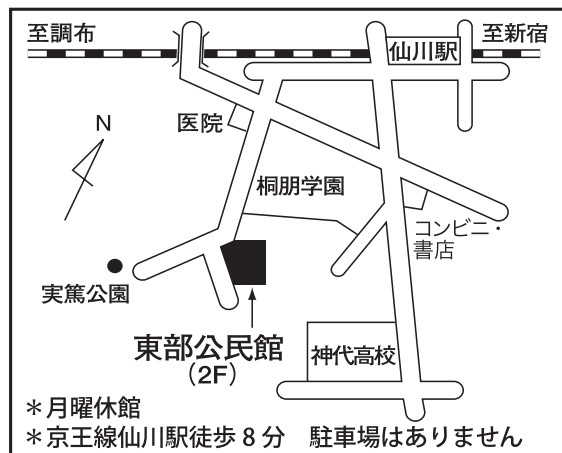 至調布
至新宿
仙川駅
医院
N
桐朋学園
コンビニ・
書店
実篤公園
東部公民館
(2F)
神代高校
＊月曜休館
＊京王線仙川駅徒歩8分　駐車場はありません